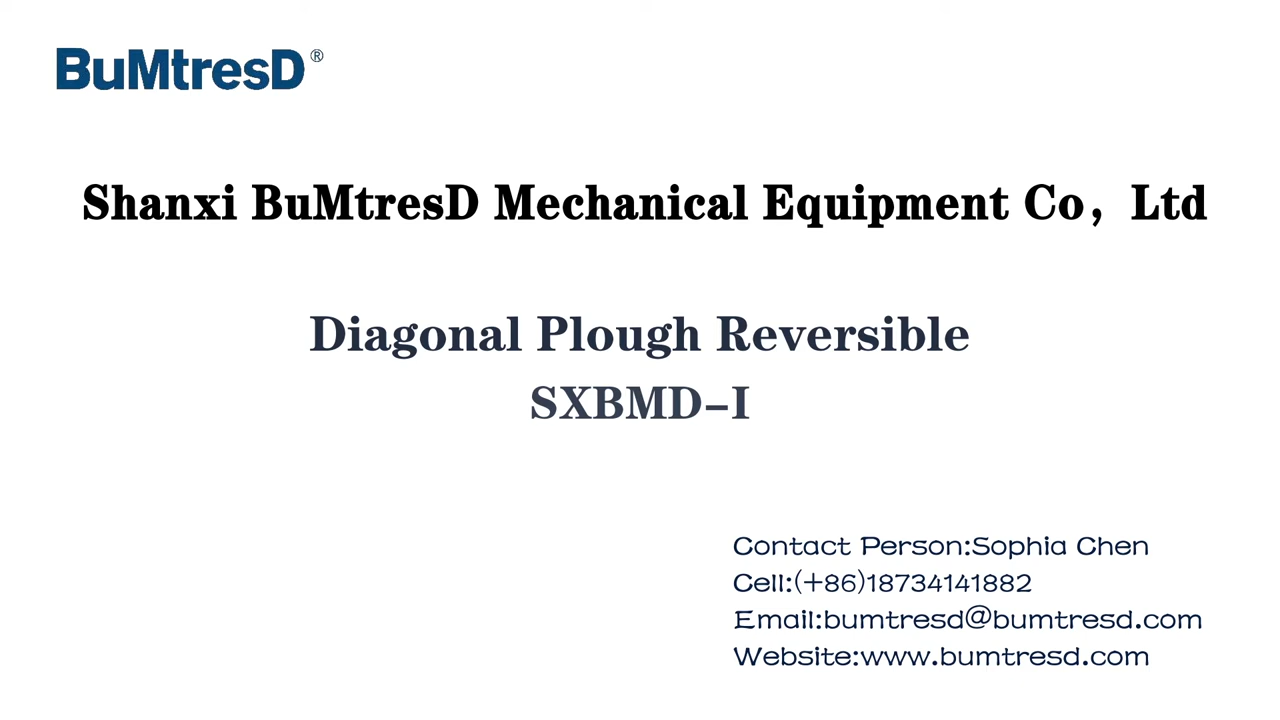 BuMtresD®
Shanxi BuMtresD Mechanical Equipment Co，Ltd
Diagonal Plough Reversible
SXBMD-I
Contact Person:Sophia Chen
Cell:(+86)18734141882
Email:bumtresd@bumtresd.com
Website:www.bumtresd.com